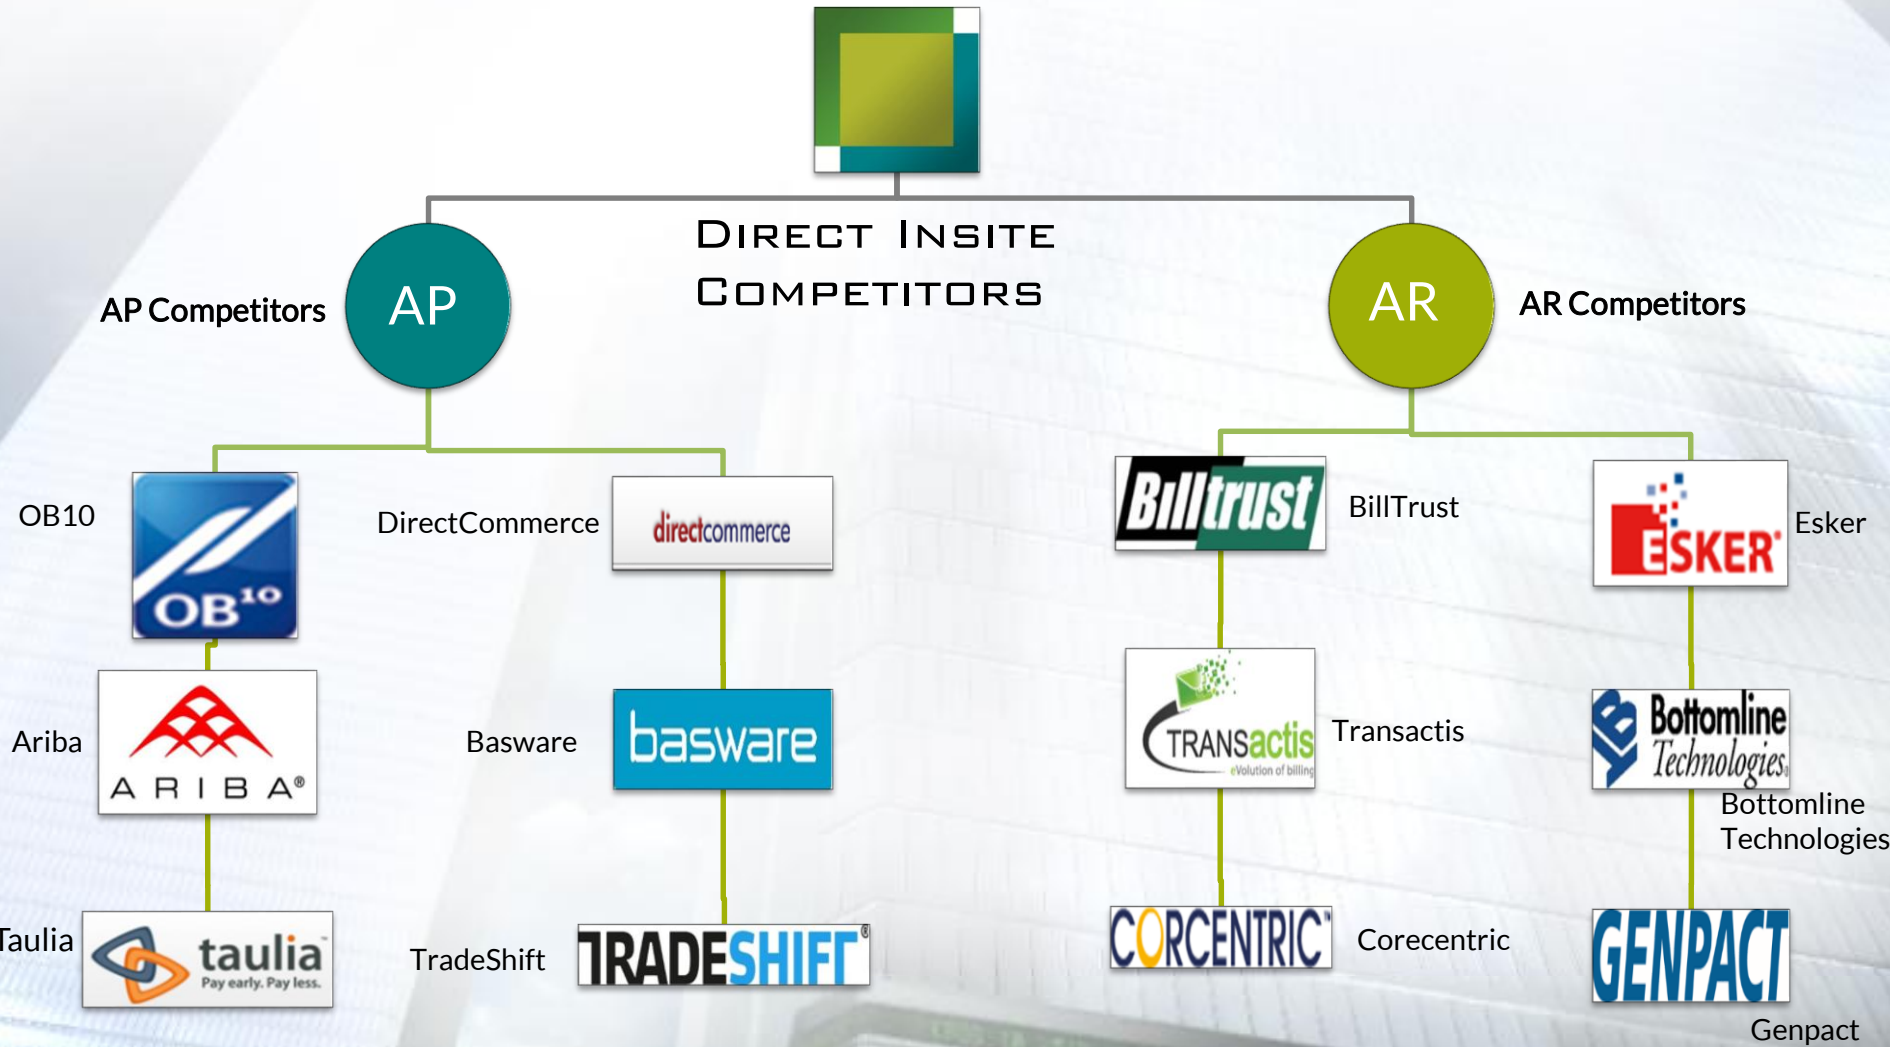 DIRECT INSITE
COMPETITORS
AP Competitors
AP
AR
AR Competitors
OB10
OB¹⁰
DirectCommerce
directcommerce
Billtrust
BillTrust
ESKER®
Esker
Ariba
ARIBA®
Basware
basware
TRANSactis
eVolution of billing
Transactis
Bottomline
Technologies®
Bottomline
Technologies
Taulia
taulia™
Pay early. Pay less.
TradeShift
TRADESHIFT®
CORCENTRIC™
Corecentric
GENPACT
Genpact